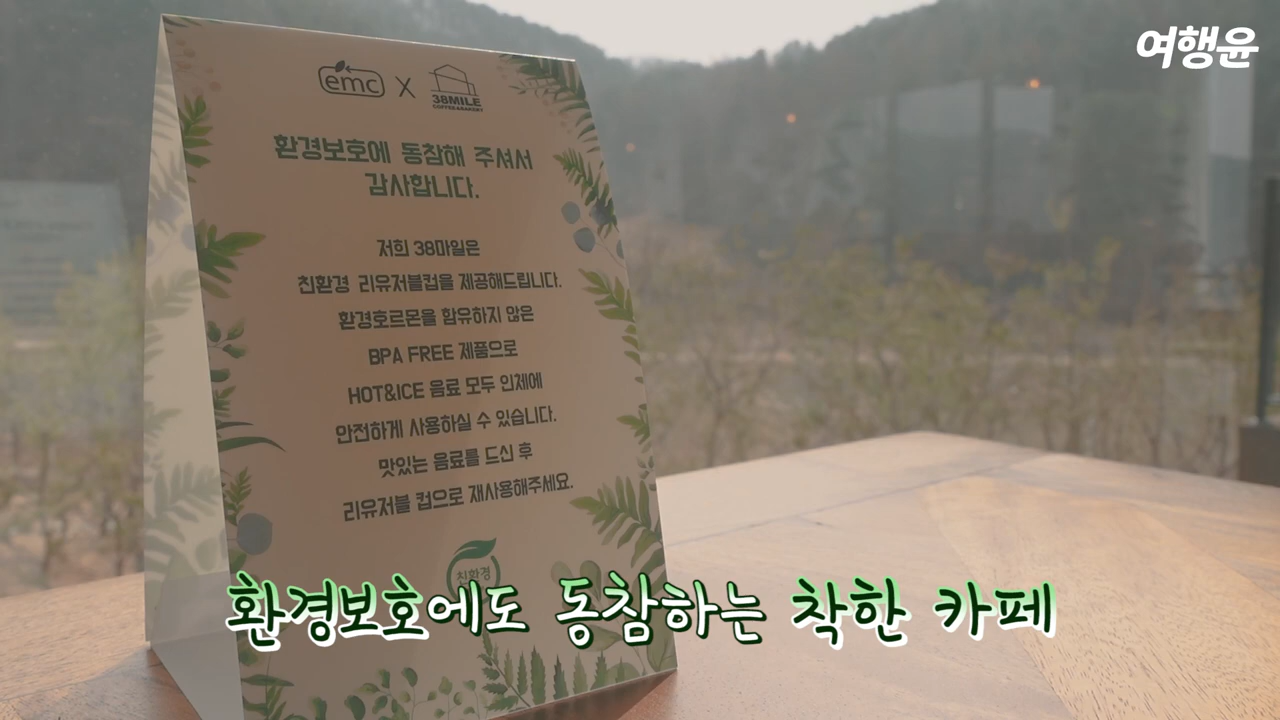 여행윤
emc X 38MILE
COFFEE&BAKERY
환경보호에 동참해 주셔서
감사합니다.
저희 38마일은
친환경 리유저블컵을 제공해드립니다.
환경호르몬을 함유하지 않은
BPA FREE 제품으로
HOT&ICE 음료 모두 인체에
안전하게 사용하실 수 있습니다.
맛있는 음료를 드신 후
리유저블 컵으로 재사용해주세요.
친환경
환경보호에도 동참하는 착한 카페